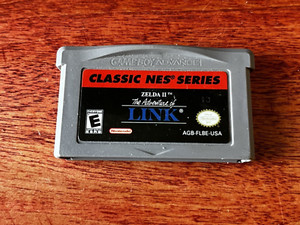 GAME BOY ADVANCE
CLASSIC NES® SERIES
ZELDA II™
The Adventure of
LINK
E
Nintendo
AGB-FLBE-USA